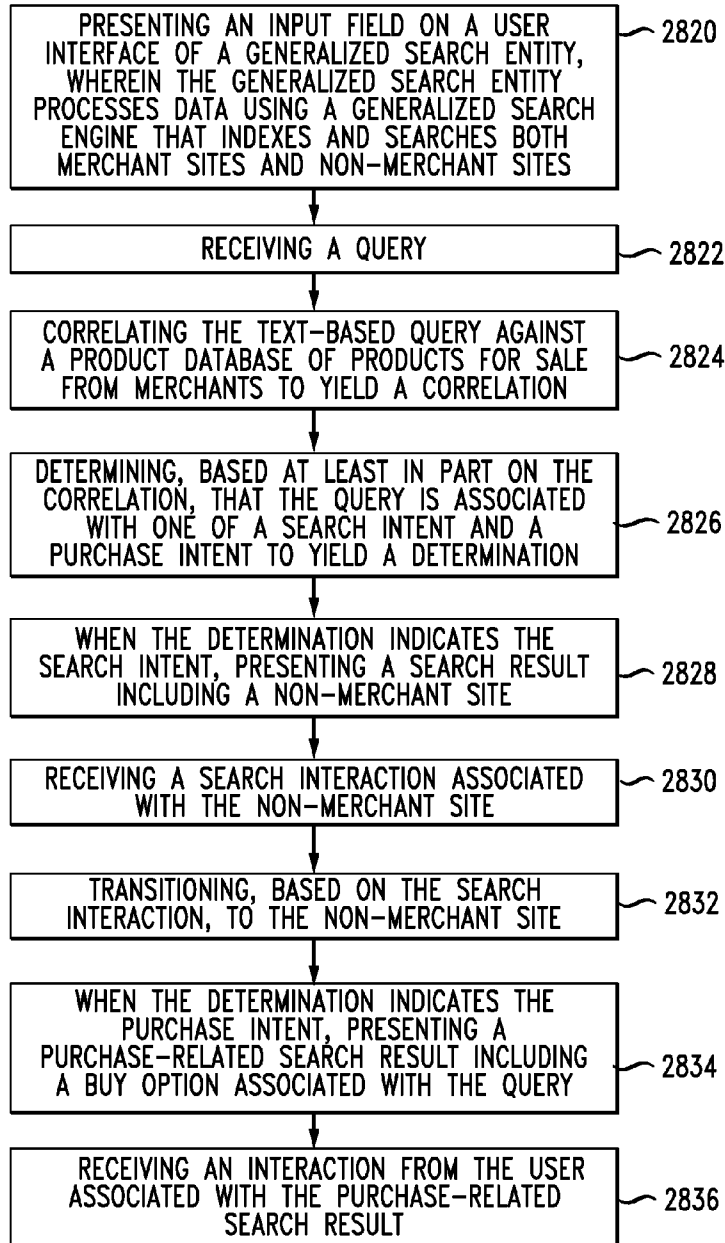 PRESENTING AN INPUT FIELD ON A USER
INTERFACE OF A GENERALIZED SEARCH ENTITY,
WHEREIN THE GENERALIZED SEARCH ENTITY
PROCESSES DATA USING A GENERALIZED SEARCH
ENGINE THAT INDEXES AND SEARCHES BOTH
MERCHANT SITES AND NON-MERCHANT SITES
2820
RECEIVING A QUERY
2822
CORRELATING THE TEXT-BASED QUERY AGAINST
A PRODUCT DATABASE OF PRODUCTS FOR SALE
FROM MERCHANTS TO YIELD A CORRELATION
2824
DETERMINING, BASED AT LEAST IN PART ON THE
CORRELATION, THAT THE QUERY IS ASSOCIATED
WITH ONE OF A SEARCH INTENT AND A
PURCHASE INTENT TO YIELD A DETERMINATION
2826
WHEN THE DETERMINATION INDICATES THE
SEARCH INTENT, PRESENTING A SEARCH RESULT
INCLUDING A NON-MERCHANT SITE
2828
RECEIVING A SEARCH INTERACTION ASSOCIATED
WITH THE NON-MERCHANT SITE
2830
TRANSITIONING, BASED ON THE SEARCH
INTERACTION, TO THE NON-MERCHANT SITE
2832
WHEN THE DETERMINATION INDICATES THE
PURCHASE INTENT, PRESENTING A
PURCHASE-RELATED SEARCH RESULT INCLUDING
A BUY OPTION ASSOCIATED WITH THE QUERY
2834
RECEIVING AN INTERACTION FROM THE USER
ASSOCIATED WITH THE PURCHASE-RELATED
SEARCH RESULT
2836